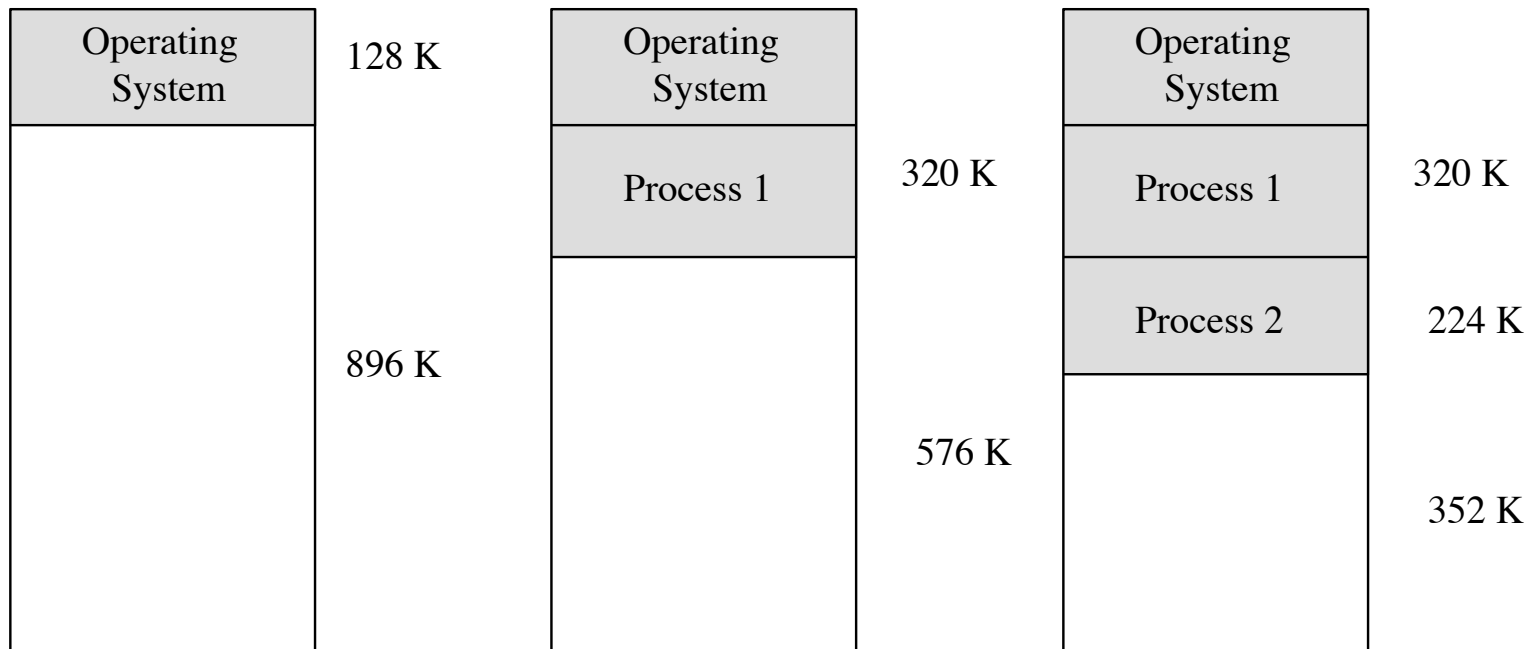 Operating
System
128 K
896 K
Operating
System
Process 1
320 K
576 K
Operating
System
Process 1
320 K
Process 2
224 K
352 K